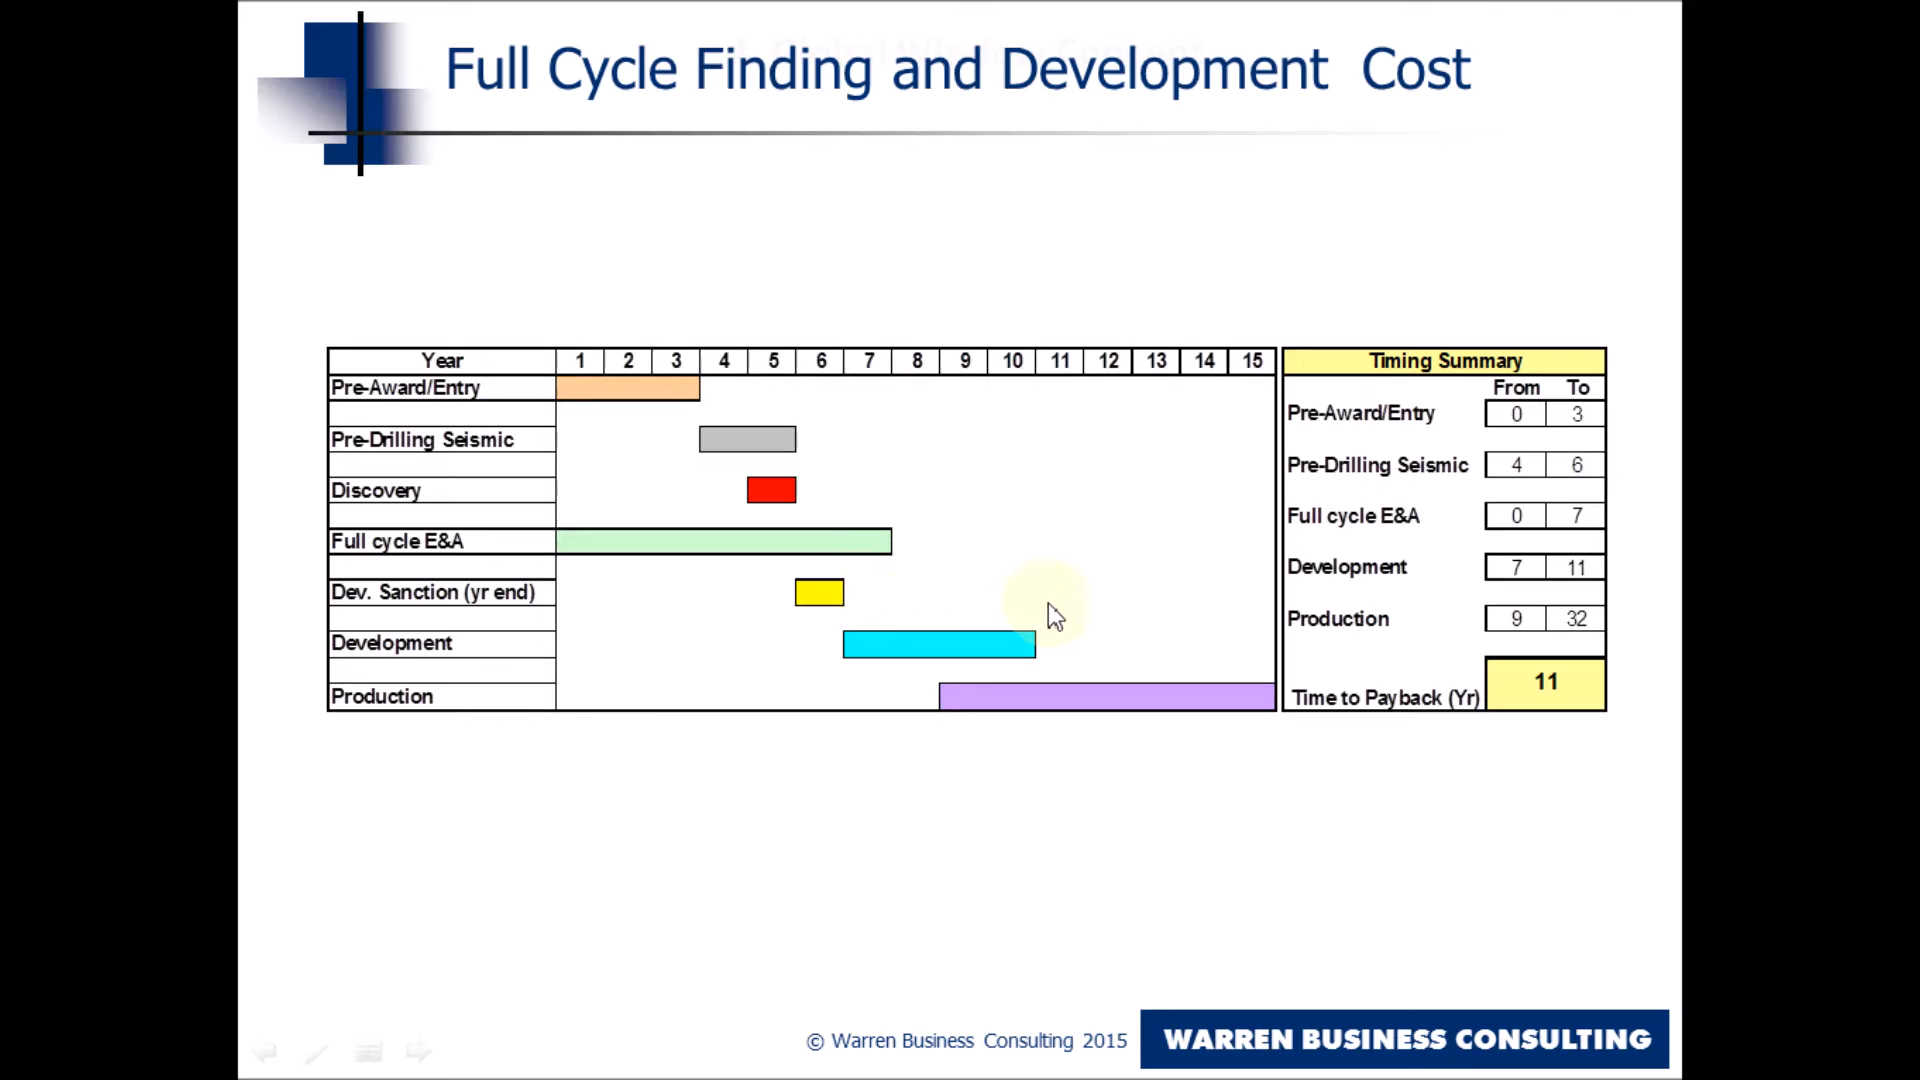 Full Cycle Finding and Development Cost
Year 1 2 3 4 5 6 7 8 9 10 11 12 13 14 15
Pre-Award/Entry
Pre-Drilling Seismic
Discovery
Full cycle E&A
Dev. Sanction (yr end)
Development
Production
Timing Summary
From To
Pre-Award/Entry 0 3
Pre-Drilling Seismic 4 6
Full cycle E&A 0 7
Development 7 11
Production 9 32
Time to Payback (Yr) 11
© Warren Business Consulting 2015
WARREN BUSINESS CONSULTING